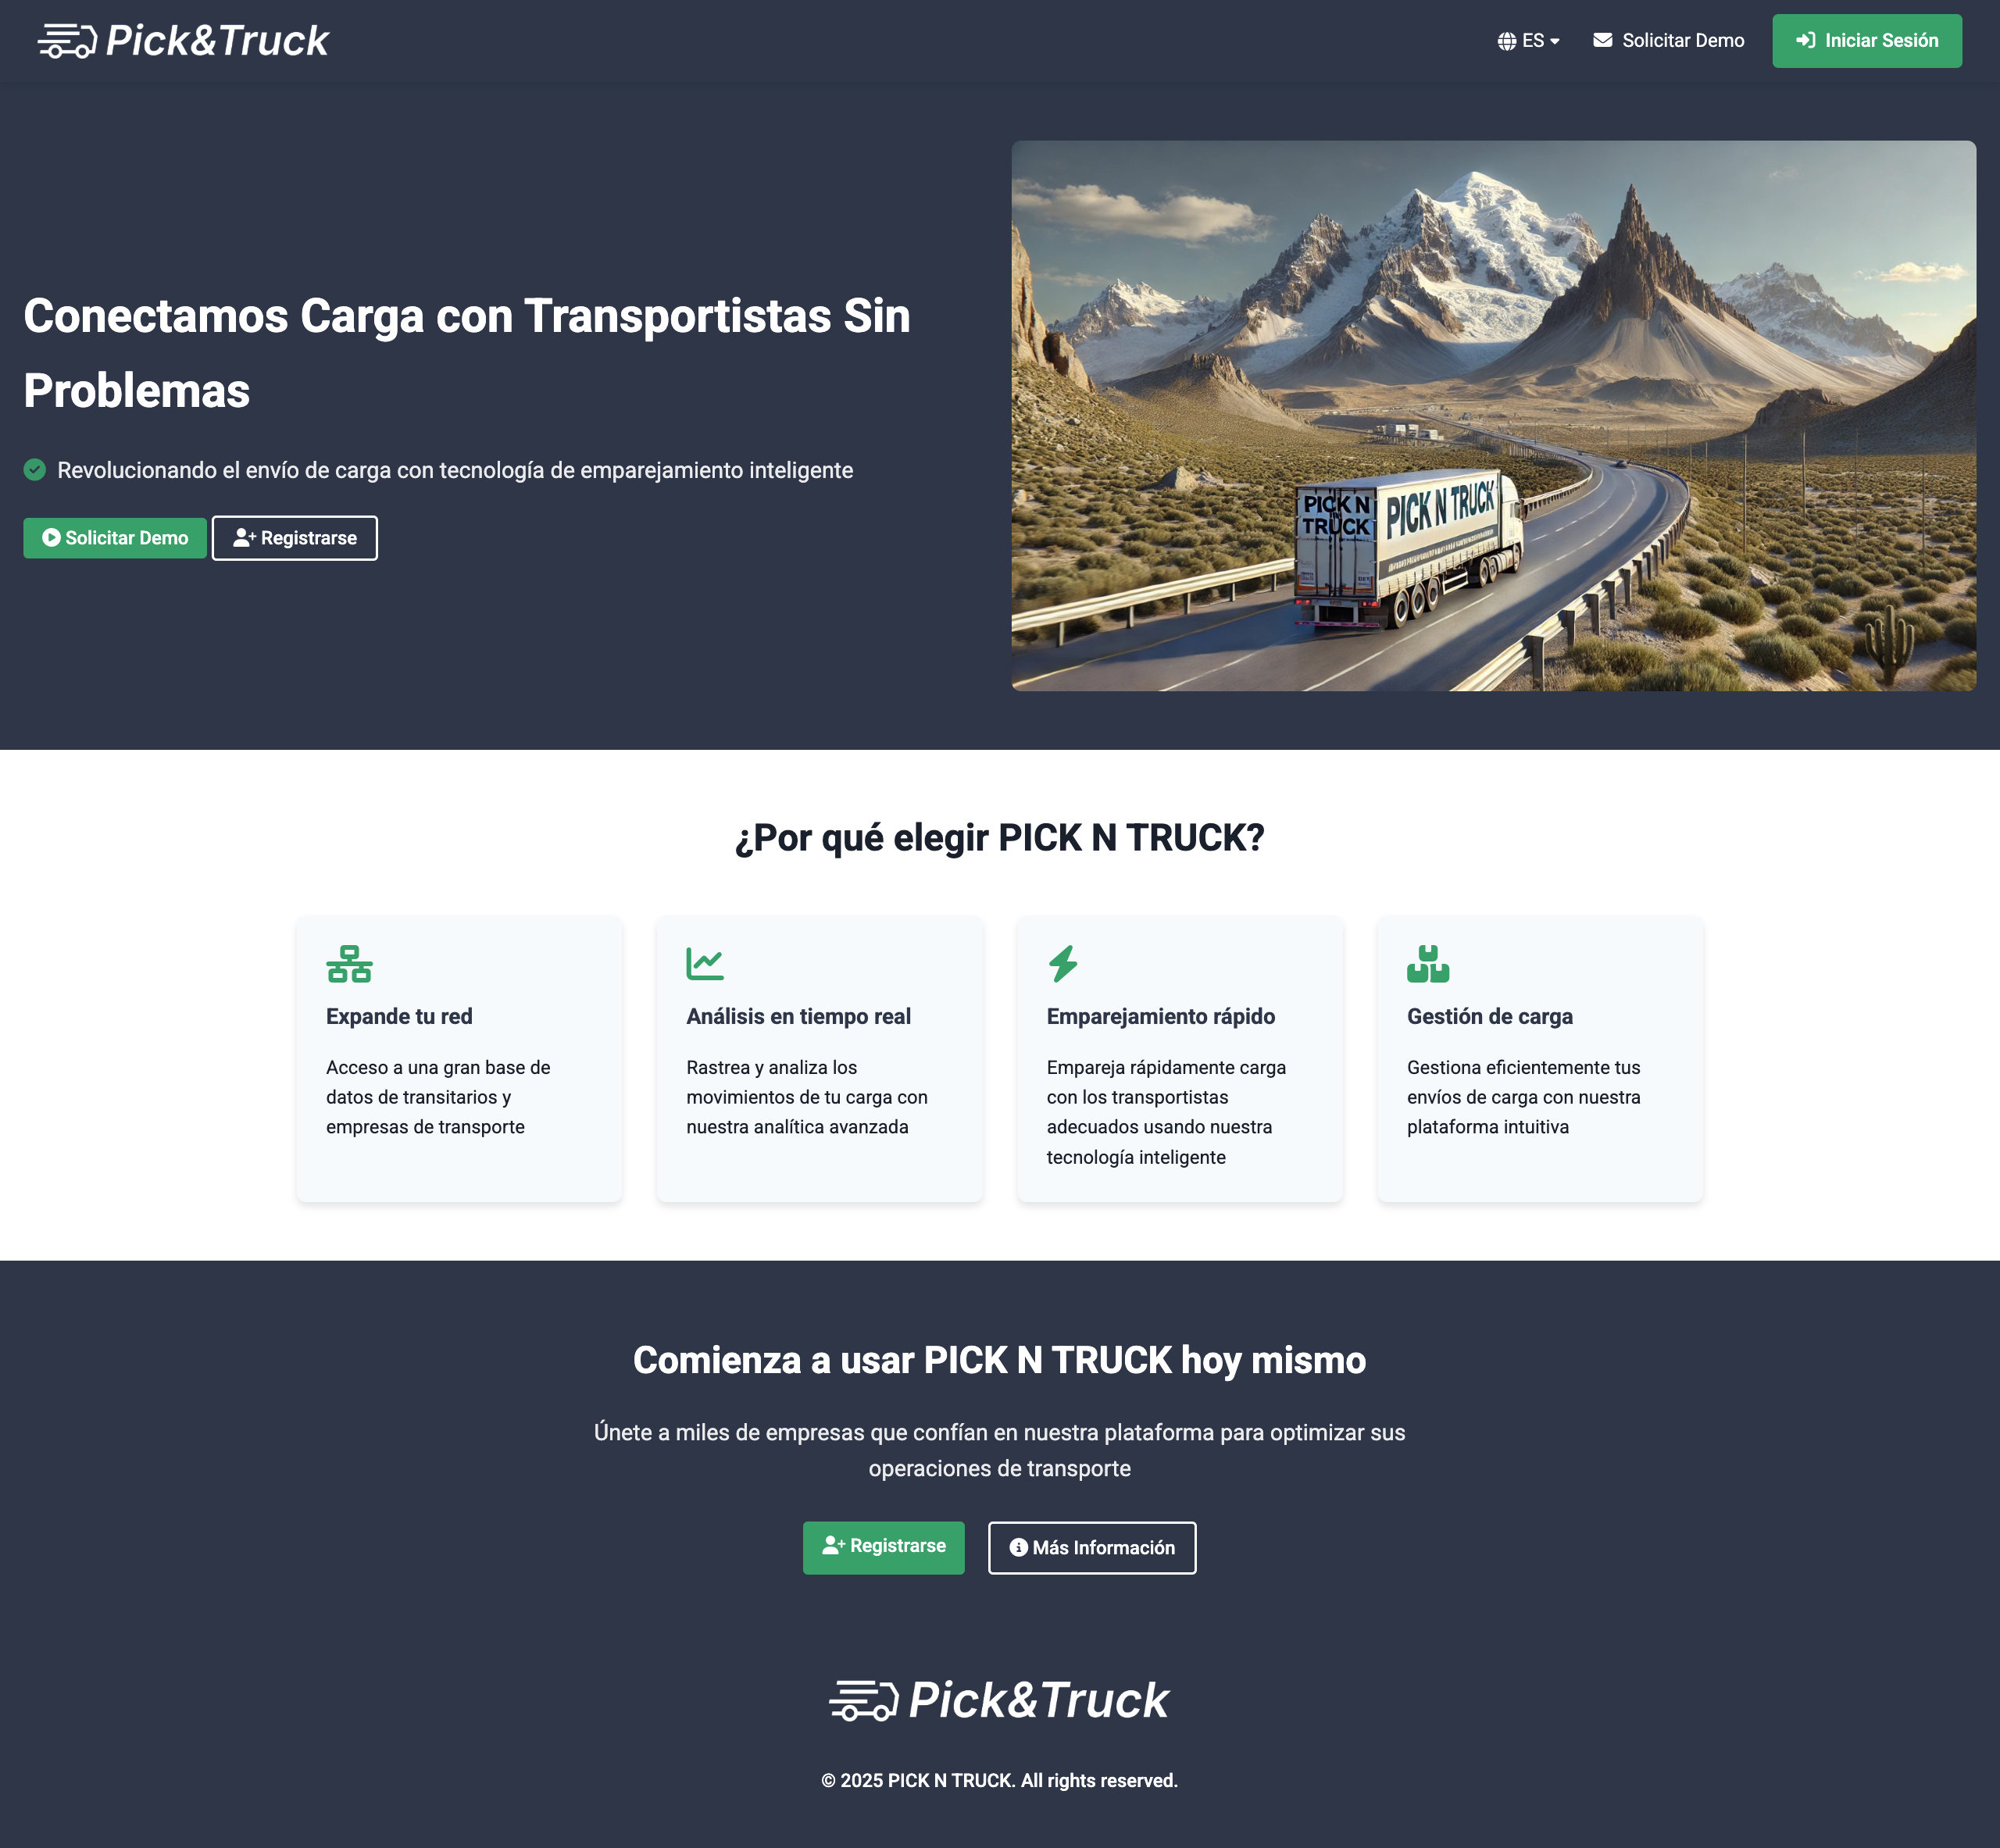 Pick&Truck
ES
Solicitar Demo
Iniciar Sesión
Conectamos Carga con Transportistas Sin
Problemas
Revolucionando el envío de carga con tecnología de emparejamiento inteligente
Solicitar Demo
Registrarse
PICK N
TRUCK
PICK N TRUCK
¿Por qué elegir PICK N TRUCK?
Expande tu red
Acceso a una gran base de
datos de transitarios y
empresas de transporte
Análisis en tiempo real
Rastrea y analiza los
movimientos de tu carga con
nuestra analítica avanzada
Emparejamiento rápido
Empareja rápidamente carga
con los transportistas
adecuados usando nuestra
tecnología inteligente
Gestión de carga
Gestiona eficientemente tus
envíos de carga con nuestra
plataforma intuitiva
Comienza a usar PICK N TRUCK hoy mismo
Únete a miles de empresas que confían en nuestra plataforma para optimizar sus
operaciones de transporte
Registrarse
Más Información
Pick&Truck
© 2025 PICK N TRUCK. All rights reserved.